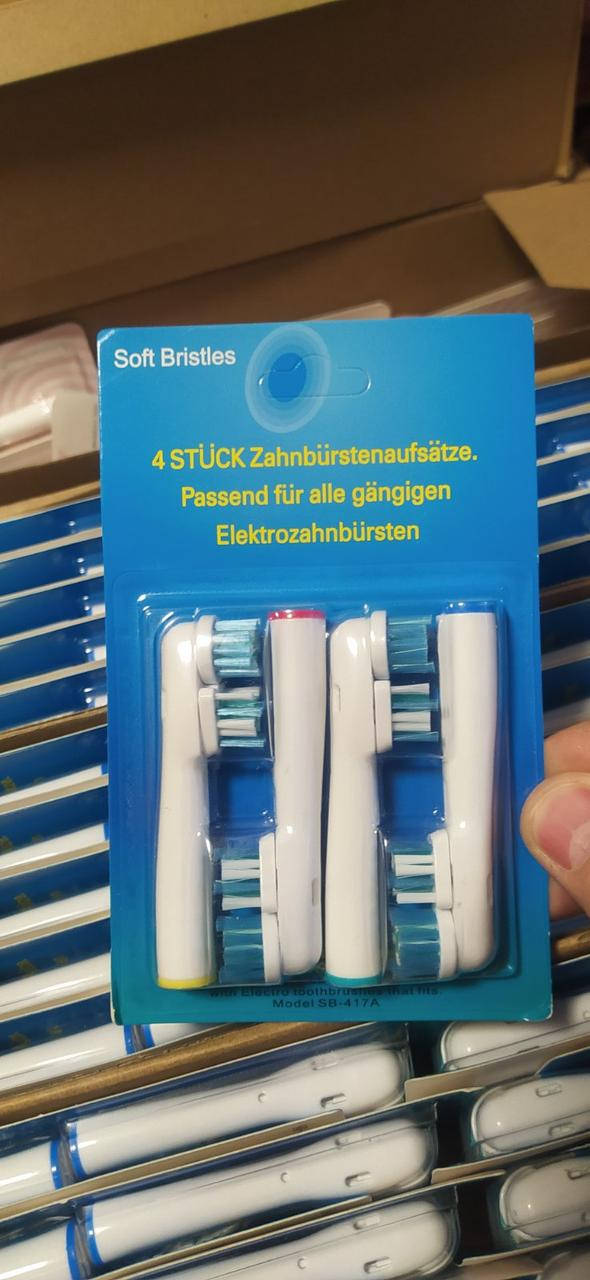 Soft Bristles
4 STÜCK Zahnbürstenaufsätze.
Passend für alle gängigen
Elektrozahnbürsten
with Electro toothbrushes that fits.
Model SB-417A